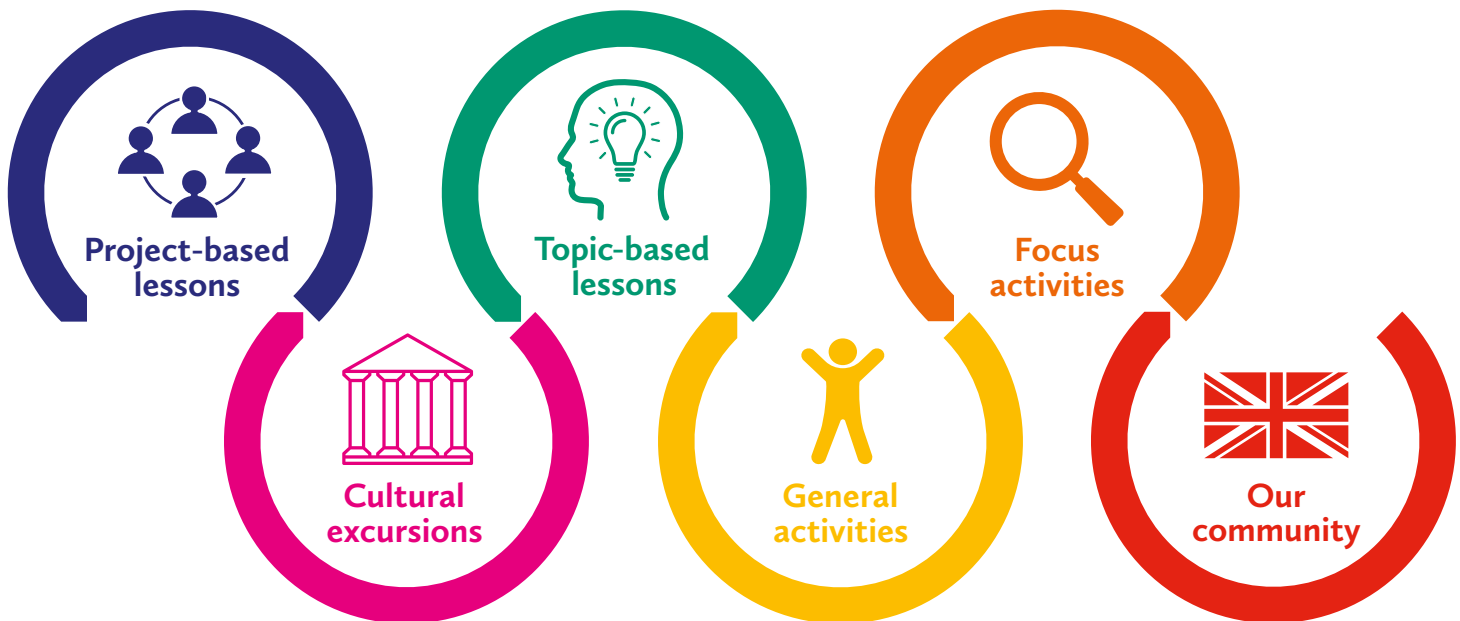 Project-based
lessons
Cultural
excursions
Topic-based
lessons
General
activities
Focus
activities
Our
community